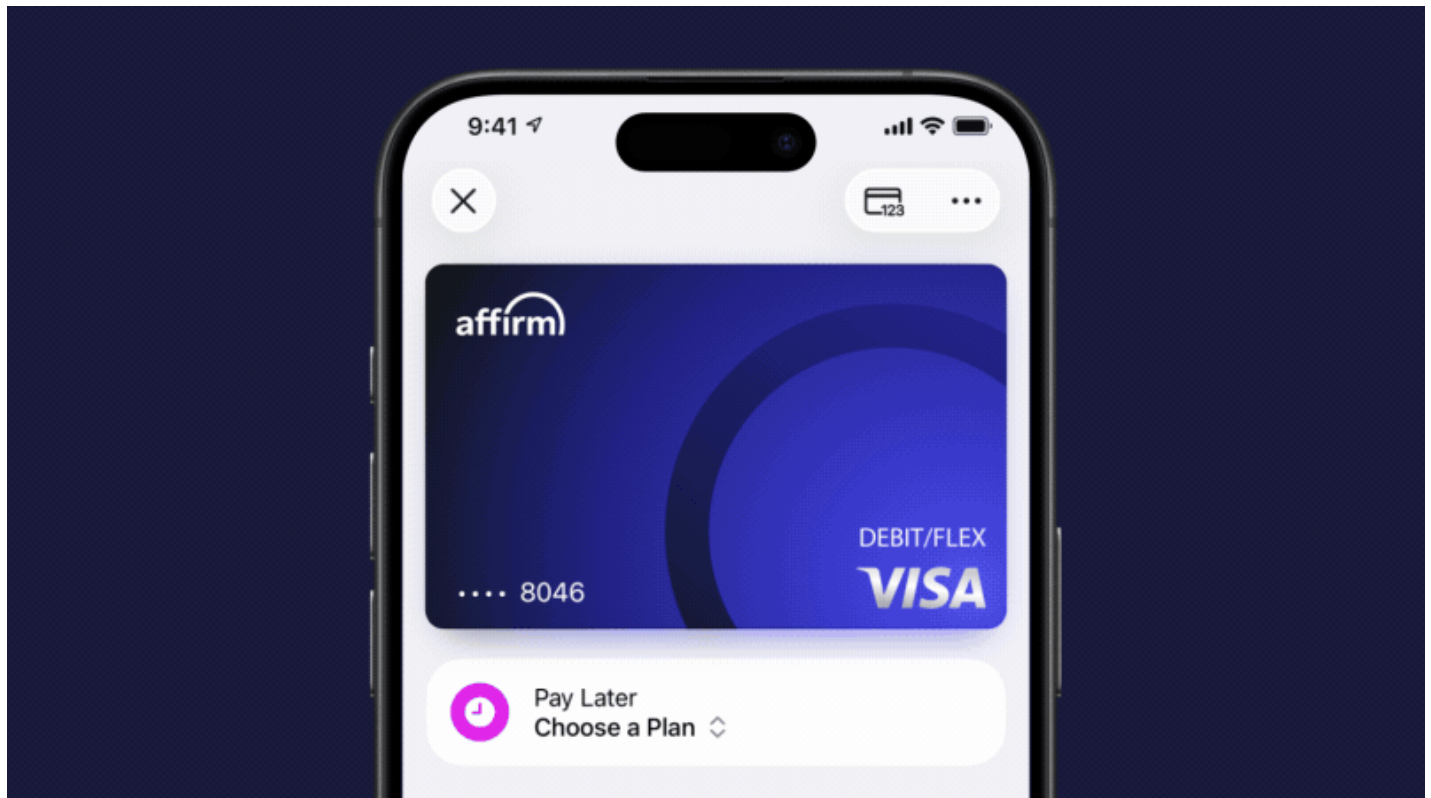 9:41
123
affirm
DEBIT/FLEX
•••• 8046
VISA
Pay Later
Choose a Plan